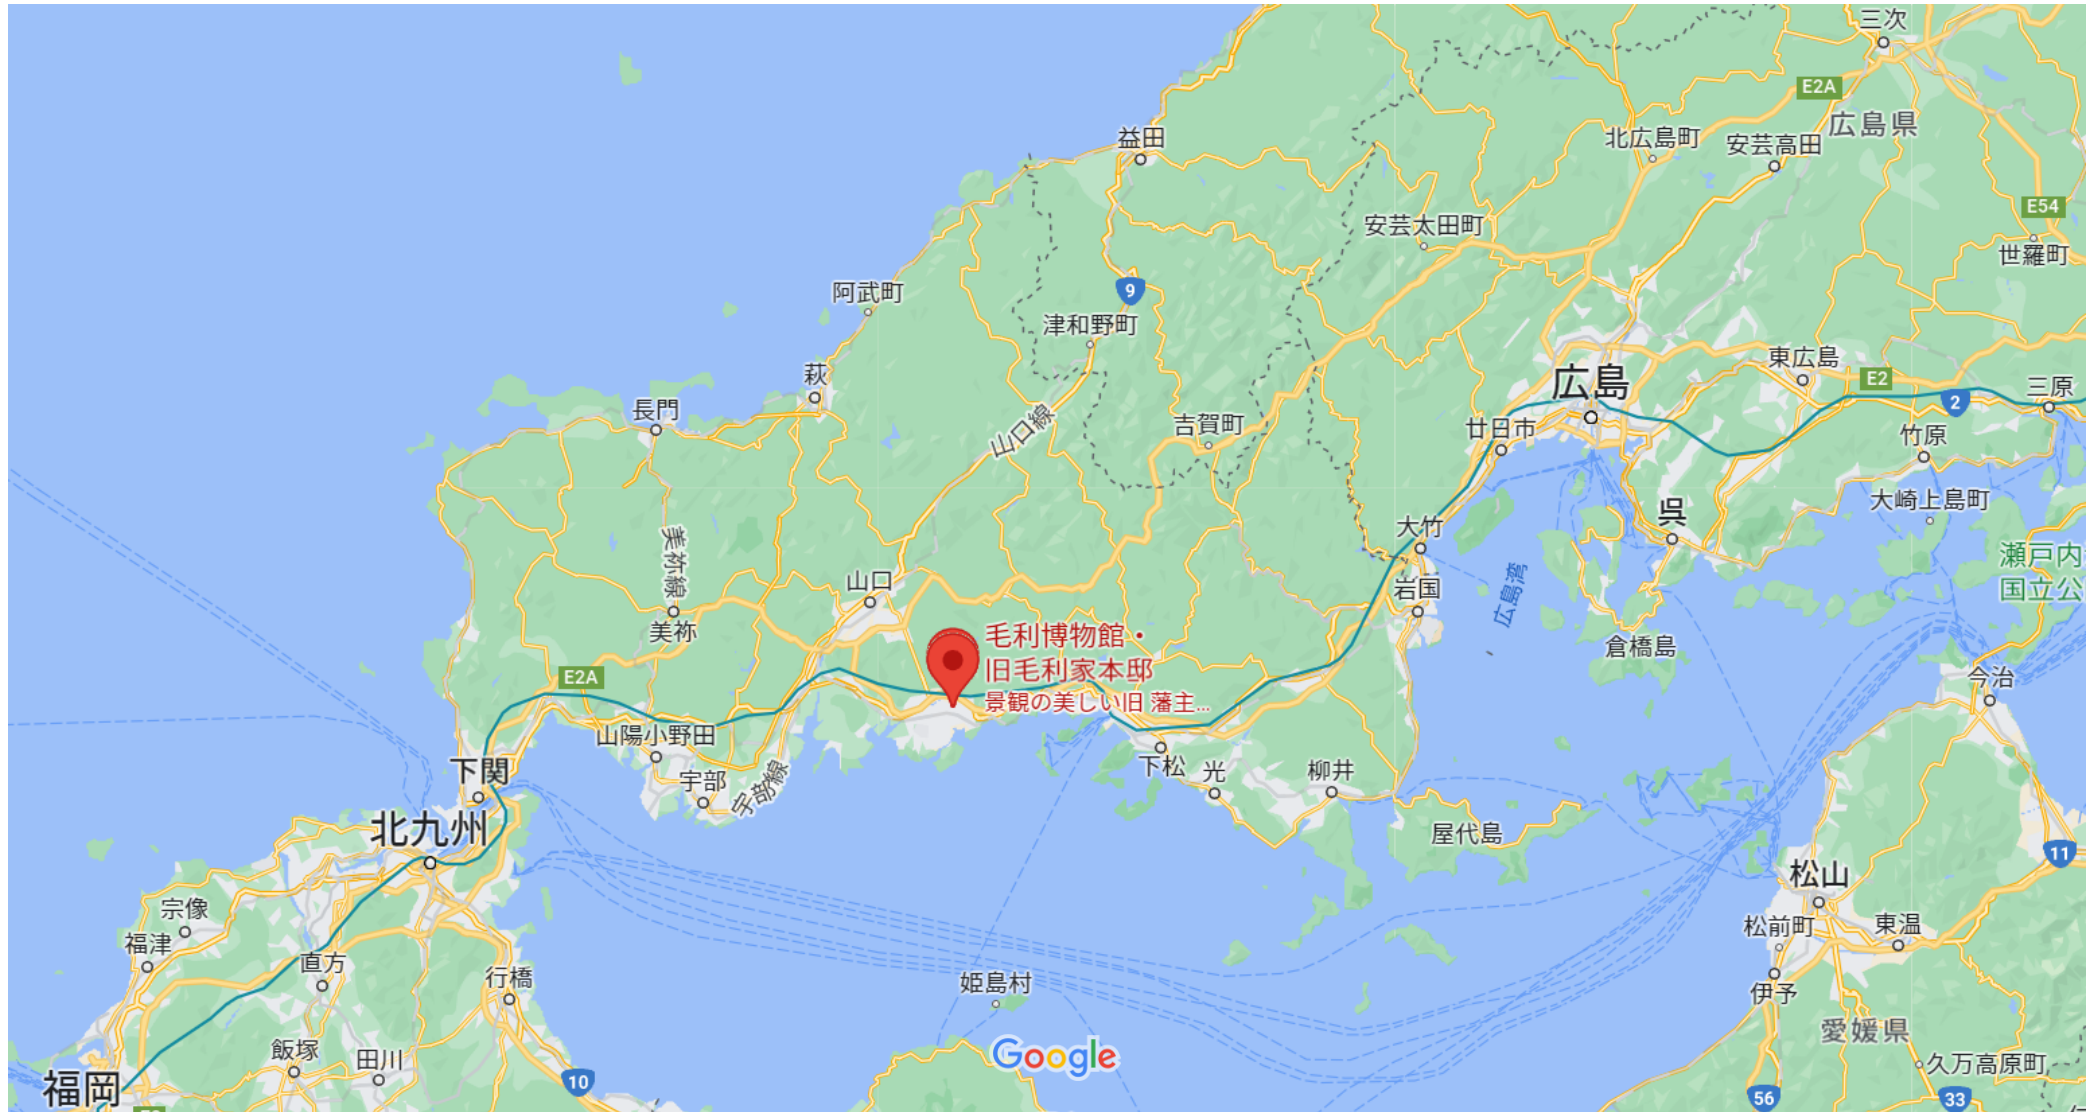 三次
E2A
広島県
益田
北広島町
安芸高田
E54
安芸太田町
世羅町
阿武町
9
津和野町
東広島
萩
広島
E2
三原
長門
2
山口線
吉賀町
廿日市
竹原
大崎上島町
呉
大竹
美祢線
瀬戸内
国立公
山口
岩国
広島湾
美祢
毛利博物館・
旧毛利家本邸
景観の美しい旧 藩主...
倉橋島
E2A
今治
山陽小野田
下関
宇部
宇部線
下松
光
柳井
北九州
屋代島
11
松山
宗像
福津
松前町
東温
直方
行橋
姫島村
伊予
愛媛県
飯塚
田川
Google
久万高原町
福岡
10
56
33